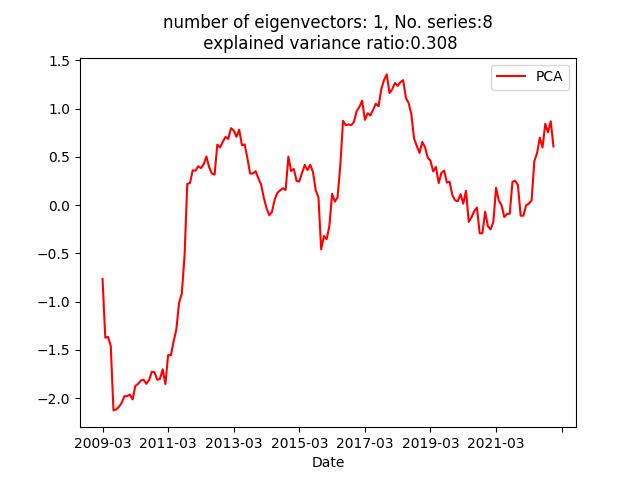 number of eigenvectors: 1, No. series:8
explained variance ratio:0.308
PCA
1.5
1.0
0.5
0.0
−0.5
−1.0
−1.5
−2.0
2009-03 2011-03 2013-03 2015-03 2017-03 2019-03 2021-03
Date